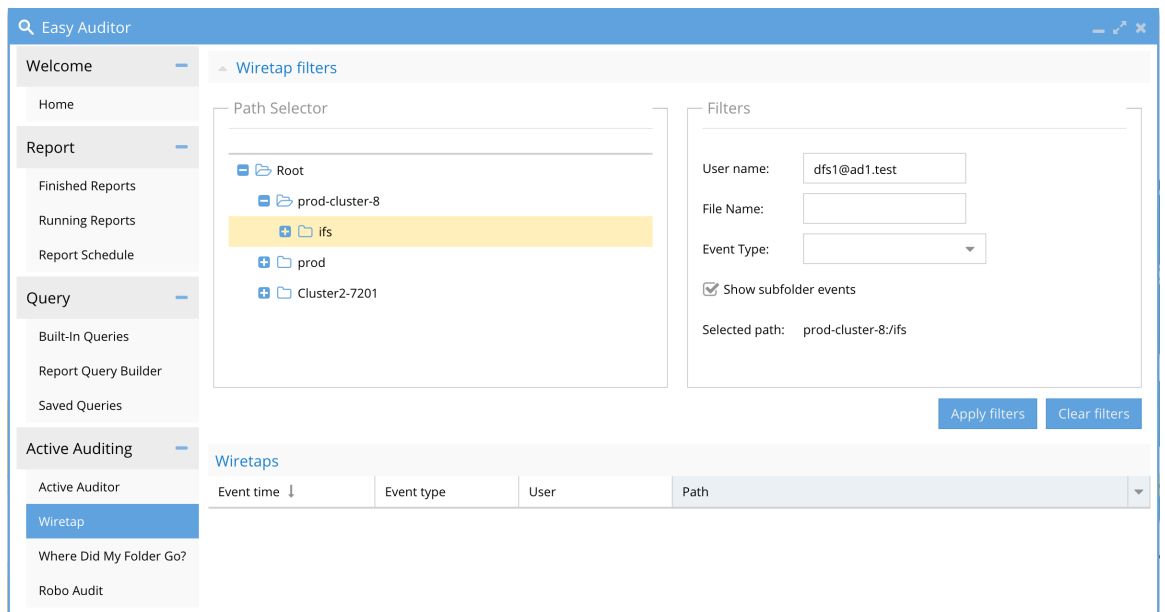 Easy Auditor
Welcome
Home
Report
Finished Reports
Running Reports
Report Schedule
Query
Built-In Queries
Report Query Builder
Saved Queries
Active Auditing
Active Auditor
Wiretap
Where Did My Folder Go?
Robo Audit
Wiretap filters
Path Selector
Root
prod-cluster-8
ifs
prod
Cluster2-7201
Filters
User name: dfs1@ad1.test
File Name:
Event Type:
Show subfolder events
Selected path: prod-cluster-8:/ifs
Apply filters Clear filters
Wiretaps
Event time Event type User Path